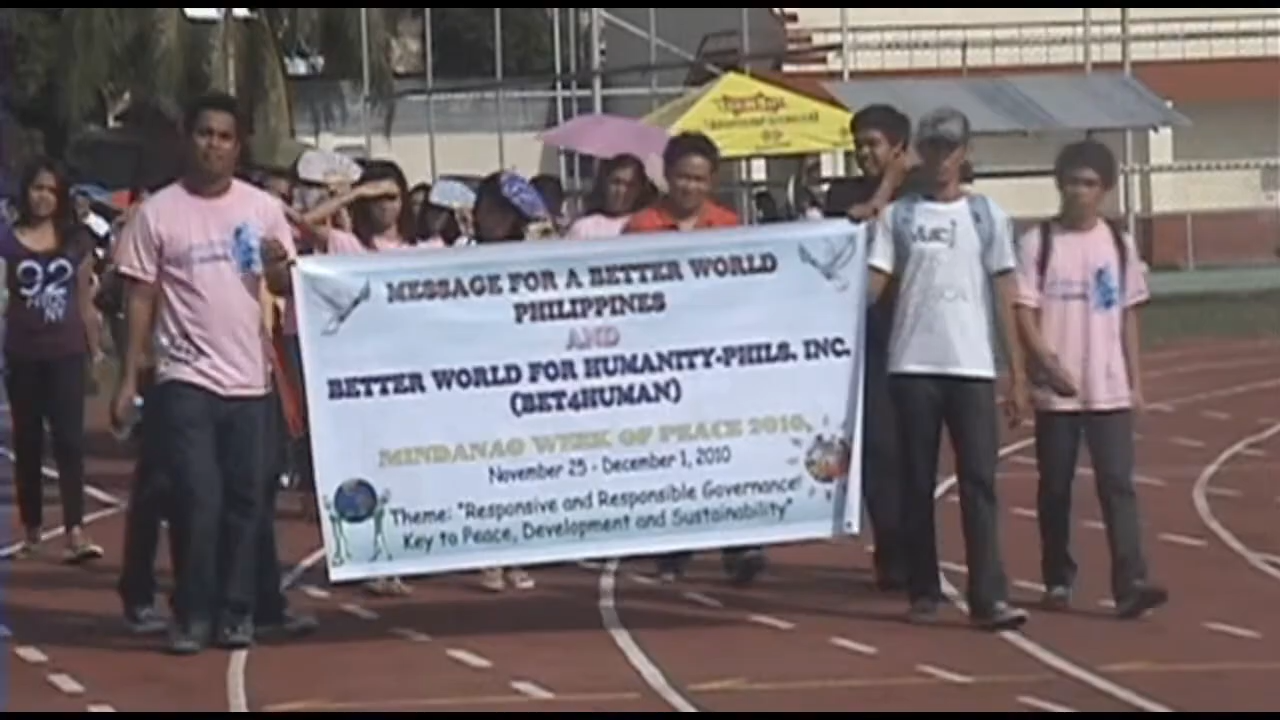 MESSAGE FOR A BETTER WORLD
PHILIPPINES
AND
BETTER WORLD FOR HUMANITY-PHILS. INC.
(BET4HUMAN)
MINDANAO WEEK OF PEACE 2010,
November 25 - December 1, 2010
Theme: "Responsive and Responsible Governance!
Key to Peace, Development and Sustainability"
92
NY